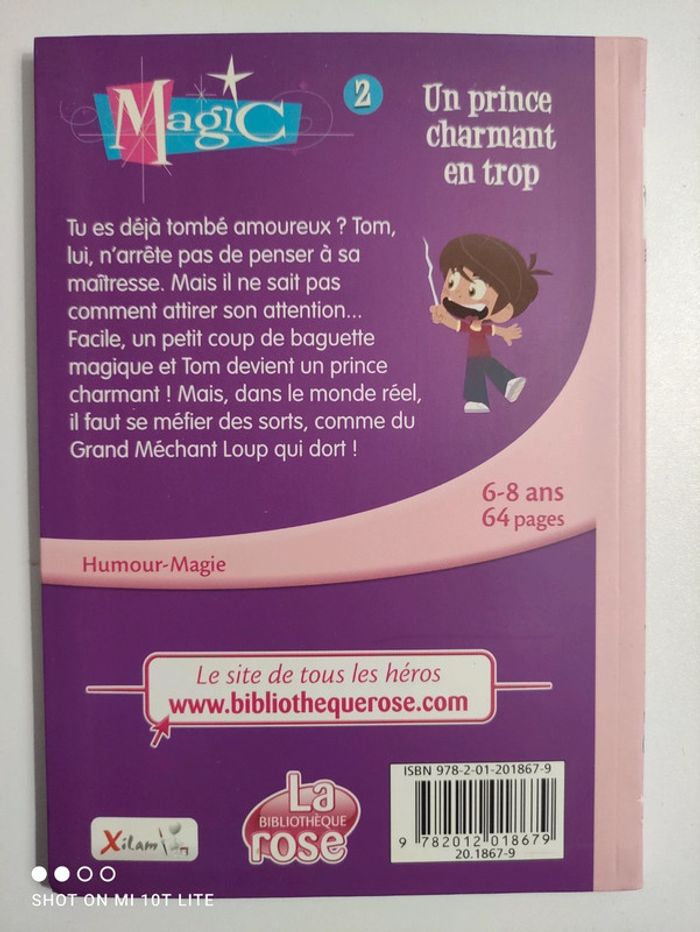 Magic
2
Un prince
charmant
en trop
Tu es déjà tombé amoureux ? Tom,
lui, n'arrête pas de penser à sa
maîtresse. Mais il ne sait pas
comment attirer son attention...
Facile, un petit coup de baguette
magique et Tom devient un prince
charmant ! Mais, dans le monde réel,
il faut se méfier des sorts, comme du
Grand Méchant Loup qui dort !
6-8 ans
64 pages
Humour-Magie
Le site de tous les héros
www.bibliothequerose.com
ISBN 978-2-01-201867-9
9 782012 018679
20.1867-9
La
BIBLIOTHÈQUE
rose
Xilam
SHOT ON MI 10T LITE